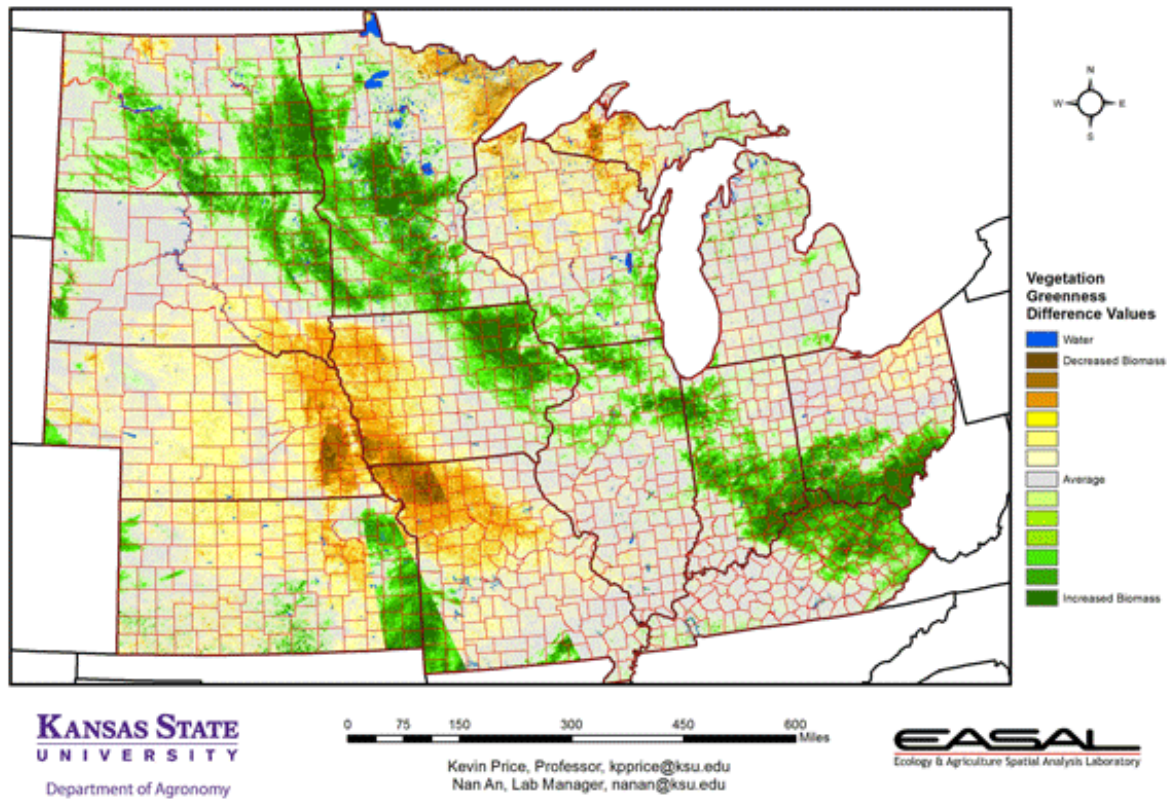 N
W E
S
Vegetation
Greenness
Difference Values
Water
Decreased Biomass
Average
Increased Biomass
KANSAS STATE
UNIVERSITY
Department of Agronomy
0 75 150 300 450 600
Miles
Kevin Price, Professor, kpprice@ksu.edu
Nan An, Lab Manager, nanan@ksu.edu
EASAL
Ecology & Agriculture Spatial Analysis Laboratory